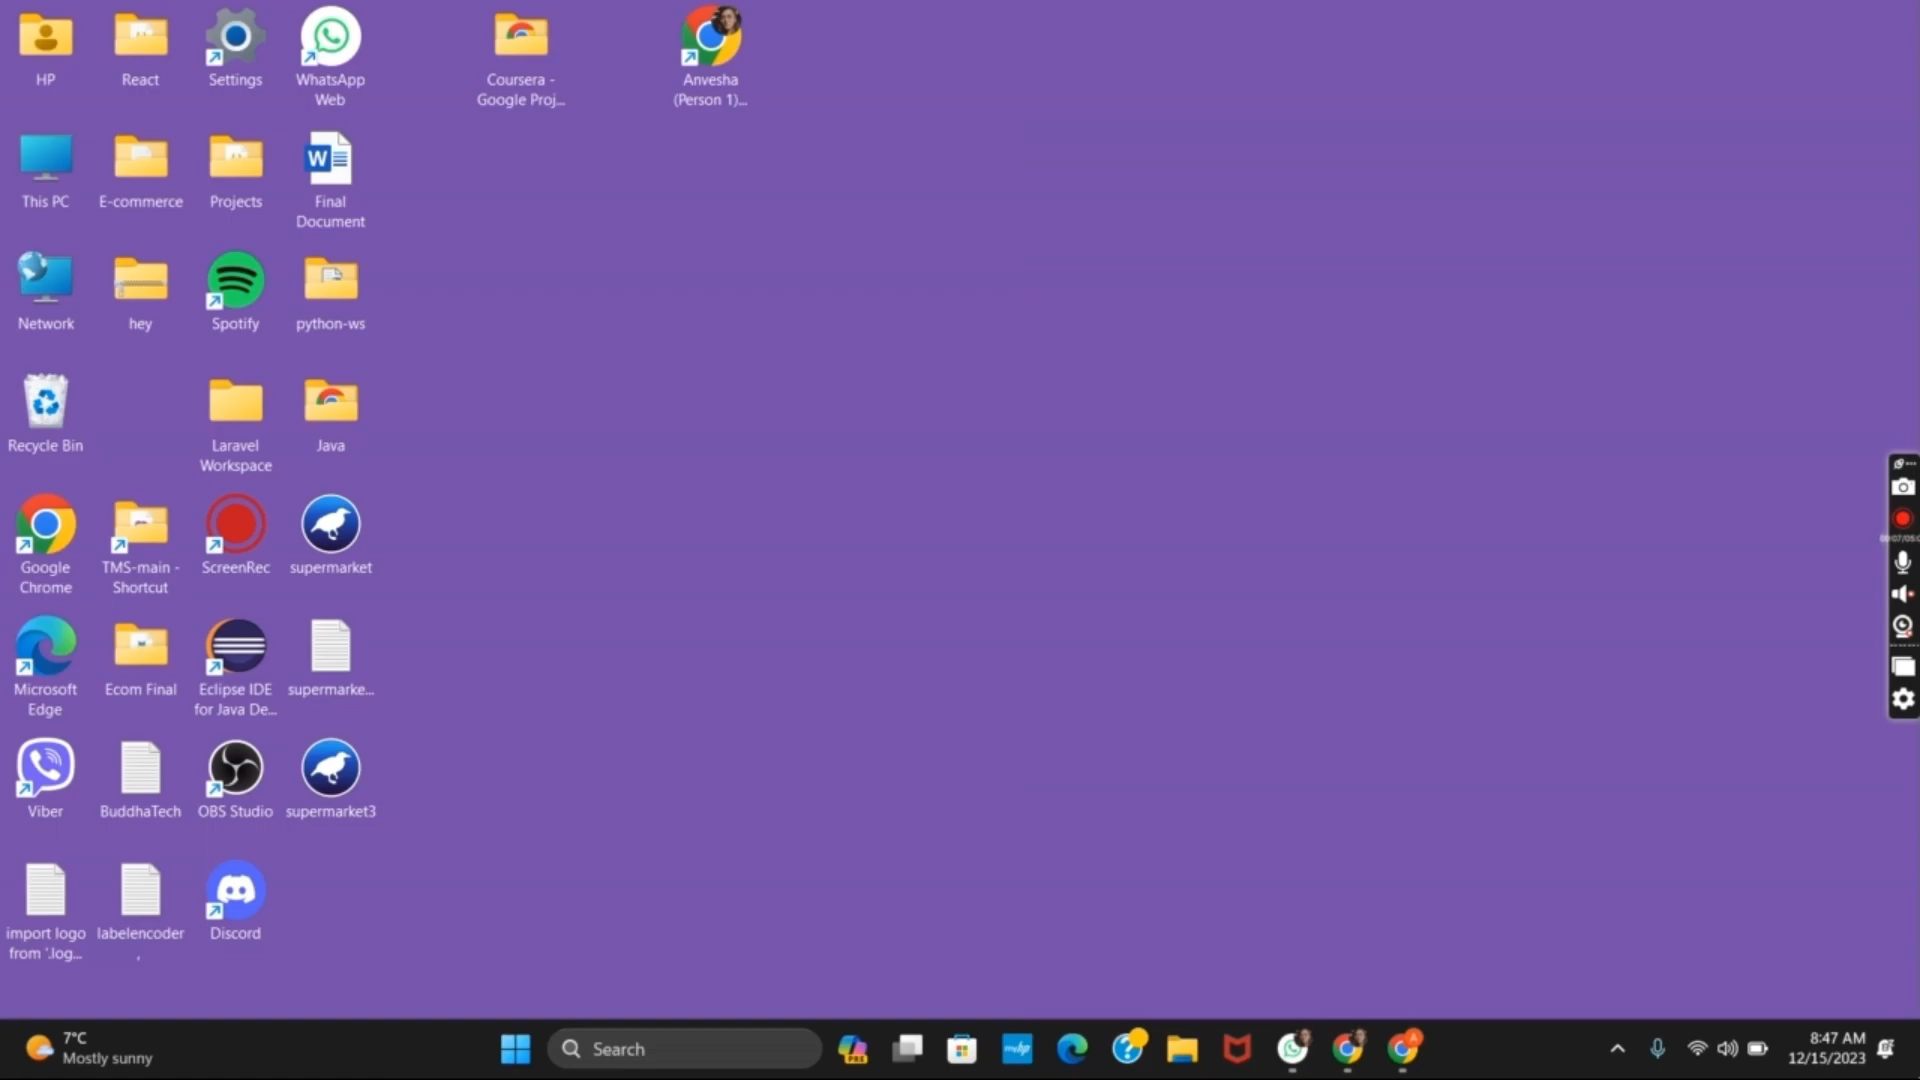 HP
React
Settings
WhatsApp
Web
Coursera -
Google Proj...
Anvesha
(Person 1)...
This PC
E-commerce
Projects
W
Final
Document
Network
hey
Spotify
python-ws
Recycle Bin
Laravel
Workspace
Java
Google
Chrome
TMS-main -
Shortcut
ScreenRec
supermarket
Microsoft
Edge
Ecom Final
Eclipse IDE
for Java De...
supermarke...
Viber
BuddhaTech
OBS Studio
supermarket3
import logo
from '.log...
labelencoder
,
Discord
7°C
Mostly sunny
Search
PRE
myhp
A
8:47 AM
12/15/2023